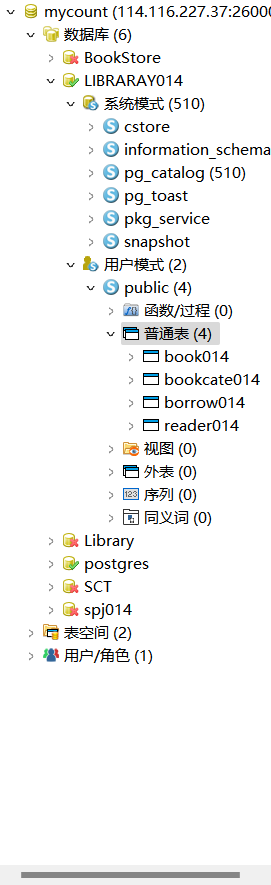 mycount (114.116.227.37:26000
数据库 (6)
BookStore
LIBRARAY014
系统模式 (510)
cstore
information_schema
pg_catalog (510)
pg_toast
pkg_service
snapshot
用户模式 (2)
public (4)
函数/过程 (0)
普通表 (4)
book014
bookcate014
borrow014
reader014
视图 (0)
外表 (0)
序列 (0)
同义词 (0)
Library
postgres
SCT
spj014
表空间 (2)
用户/角色 (1)